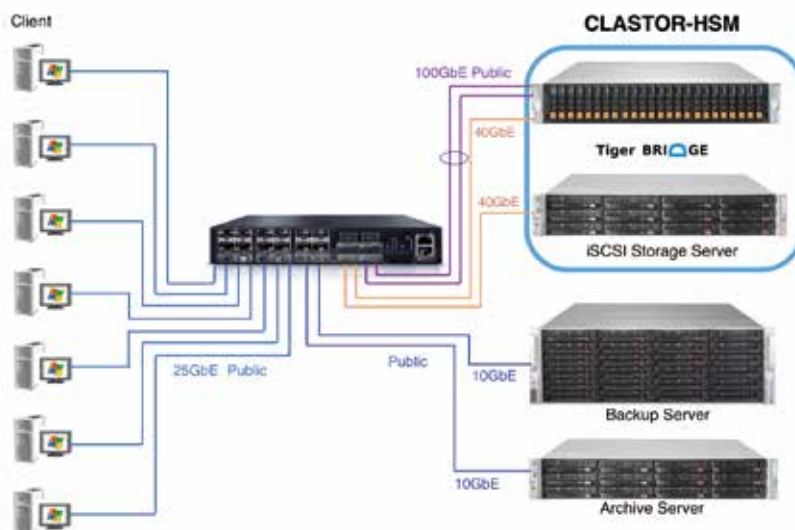 Client
CLASTOR-HSM
100GbE Public
40GbE
Tiger BRIDGE
40GbE
iSCSI Storage Server
25GbE Public
Public
10GbE
Backup Server
10GbE
Archive Server